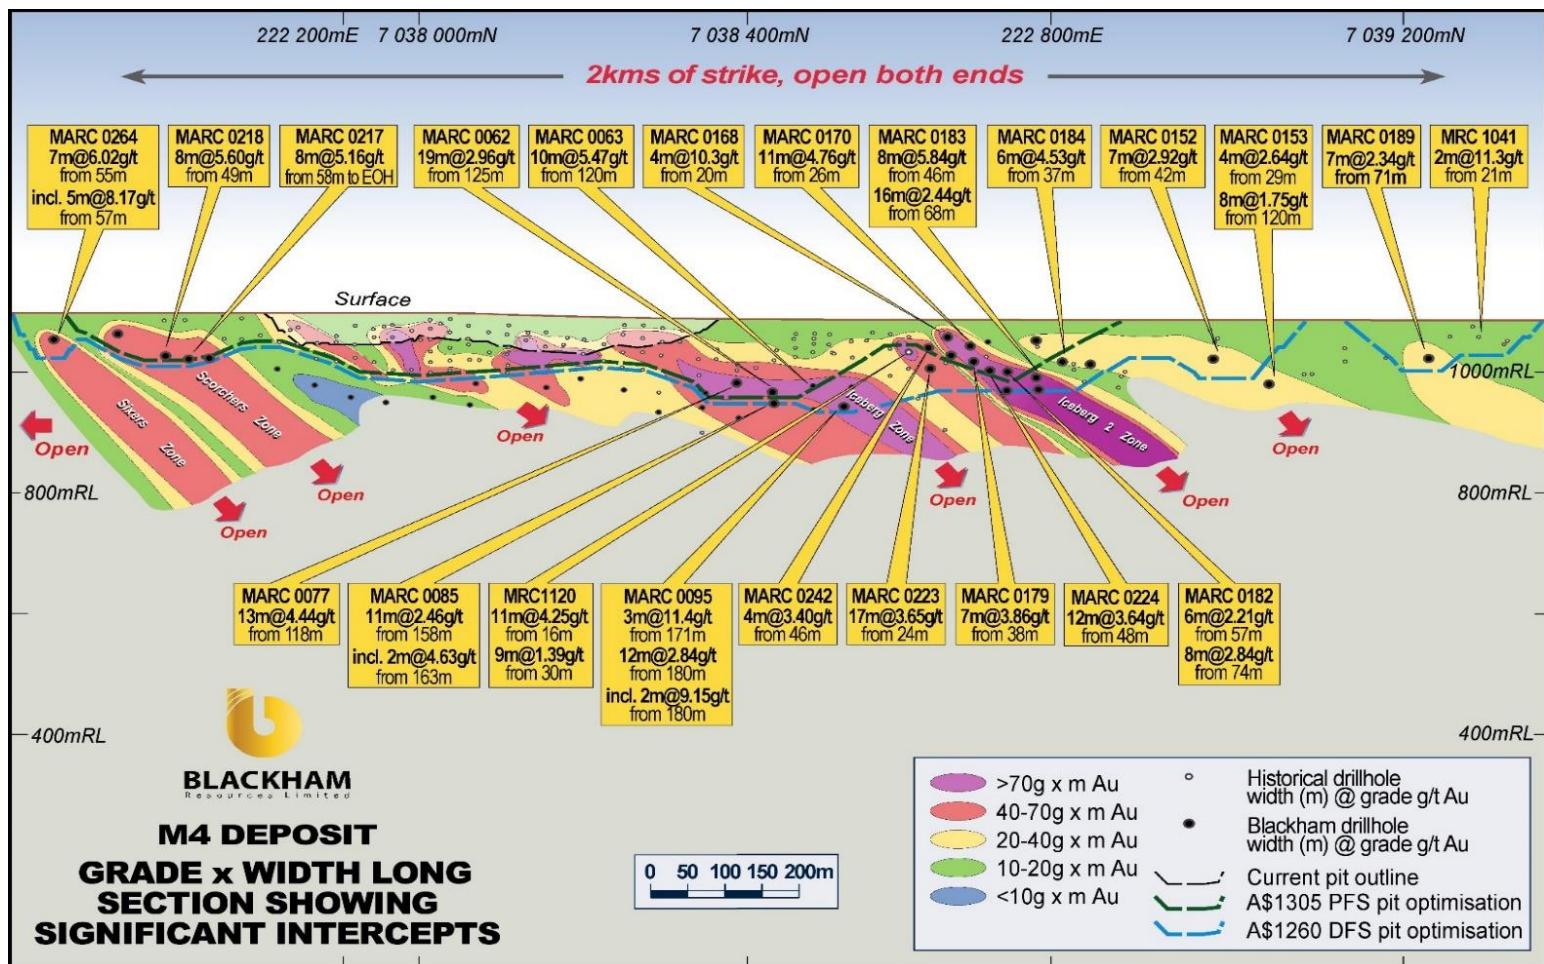 222 200mE
7 038 000mN
7 038 400mN
222 800mE
7 039 200mN
2kms of strike, open both ends
MARC 0264
7m@6.02g/t
from 55m
incl. 5m@8.17g/t
from 57m
MARC 0218
8m@5.60g/t
from 49m
MARC 0217
8m@5.16g/t
from 58m to EOH
MARC 0062
19m@2.96g/t
from 125m
MARC 0063
10m@5.47g/t
from 120m
MARC 0168
4m@10.3g/t
from 20m
MARC 0170
11m@4.76g/t
from 26m
MARC 0183
8m@5.84g/t
from 46m
16m@2.44g/t
from 68m
MARC 0184
6m@4.53g/t
from 37m
MARC 0152
7m@2.92g/t
from 42m
MARC 0153
4m@2.64g/t
from 29m
8m@1.75g/t
from 120m
MARC 0189
7m@2.34g/t
from 71m
MRC 1041
2m@11.3g/t
from 21m
Surface
1000mRL
Sikers
Zone
Scorchers
Zone
Iceberg
Zone
Iceberg 2 Zone
Open
Open
Open
Open
Open
Open
Open
800mRL
800mRL
MARC 0077
13m@4.44g/t
from 118m
MARC 0085
11m@2.46g/t
from 158m
incl. 2m@4.63g/t
from 163m
MRC1120
11m@4.25g/t
from 16m
9m@1.39g/t
from 30m
MARC 0095
3m@11.4g/t
from 171m
12m@2.84g/t
from 180m
incl. 2m@9.15g/t
from 180m
MARC 0242
4m@3.40g/t
from 46m
MARC 0223
17m@3.65g/t
from 24m
MARC 0179
7m@3.86g/t
from 38m
MARC 0224
12m@3.64g/t
from 48m
MARC 0182
6m@2.21g/t
from 57m
8m@2.84g/t
from 74m
400mRL
400mRL
BLACKHAM
Resources Limited
M4 DEPOSIT
GRADE x WIDTH LONG
SECTION SHOWING
SIGNIFICANT INTERCEPTS
0 50 100 150 200m
>70g x m Au
40-70g x m Au
20-40g x m Au
10-20g x m Au
<10g x m Au
Historical drillhole
width (m) @ grade g/t Au
Blackham drillhole
width (m) @ grade g/t Au
Current pit outline
A$1305 PFS pit optimisation
A$1260 DFS pit optimisation